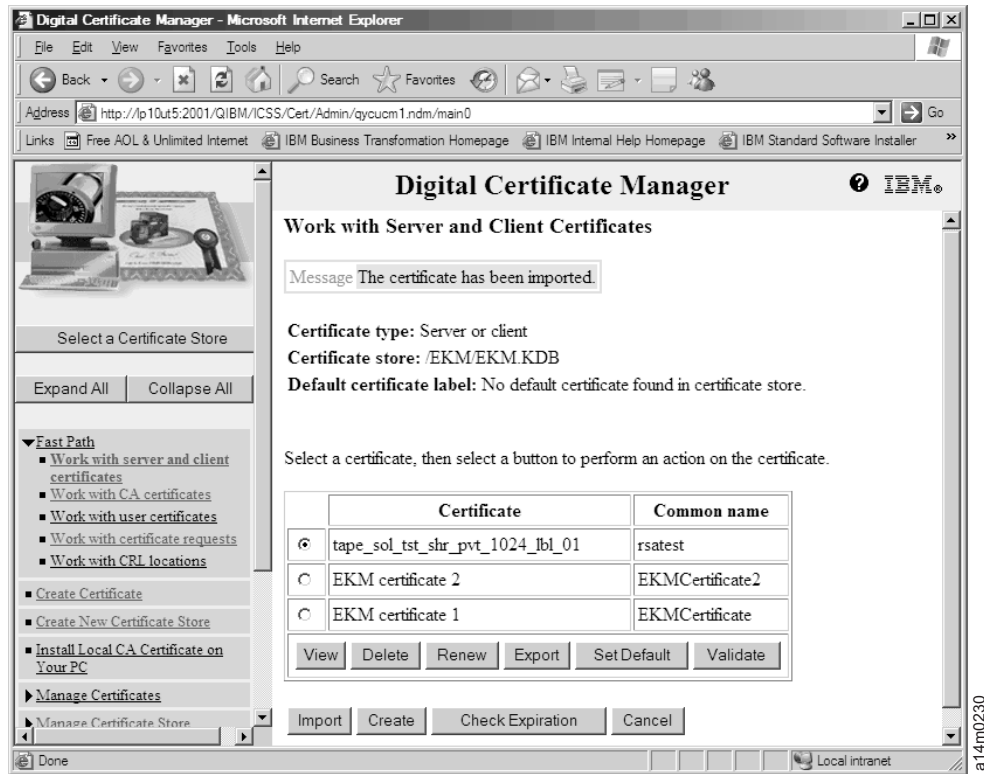 Digital Certificate Manager - Microsoft Internet Explorer
File Edit View Favorites Tools Help
Back Search Favorites
Address http://lp10ut5:2001/QIBM/ICSS/Cert/Admin/qycucm1.ndm/main0 Go
Links Free AOL & Unlimited Internet IBM Business Transformation Homepage IBM Internal Help Homepage IBM Standard Software Installer »
Select a Certificate Store
Expand All Collapse All
Fast Path
Work with server and client
certificates
Work with CA certificates
Work with user certificates
Work with certificate requests
Work with CRL locations
Create Certificate
Create New Certificate Store
Install Local CA Certificate on
Your PC
Manage Certificates
Manage Certificate Store
Digital Certificate Manager ? IBM®
Work with Server and Client Certificates
Message The certificate has been imported.
Certificate type: Server or client
Certificate store: /EKM/EKM.KDB
Default certificate label: No default certificate found in certificate store.
Select a certificate, then select a button to perform an action on the certificate.
Certificate Common name
tape_sol_tst_shr_pvt_1024_lbl_01 rsatest
EKM certificate 2 EKMCertificate2
EKM certificate 1 EKMCertificate
View Delete Renew Export Set Default Validate
Import Create Check Expiration Cancel
Done Local intranet
a14m0230